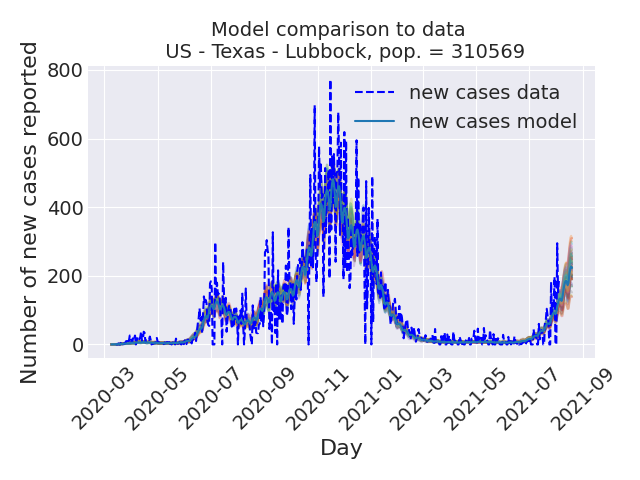 Model comparison to data
US - Texas - Lubbock, pop. = 310569
Number of new cases reported
800
600
400
200
0
new cases data
new cases model
2020-03
2020-05
2020-07
2020-09
2020-11
2021-01
2021-03
2021-05
2021-07
2021-09
Day